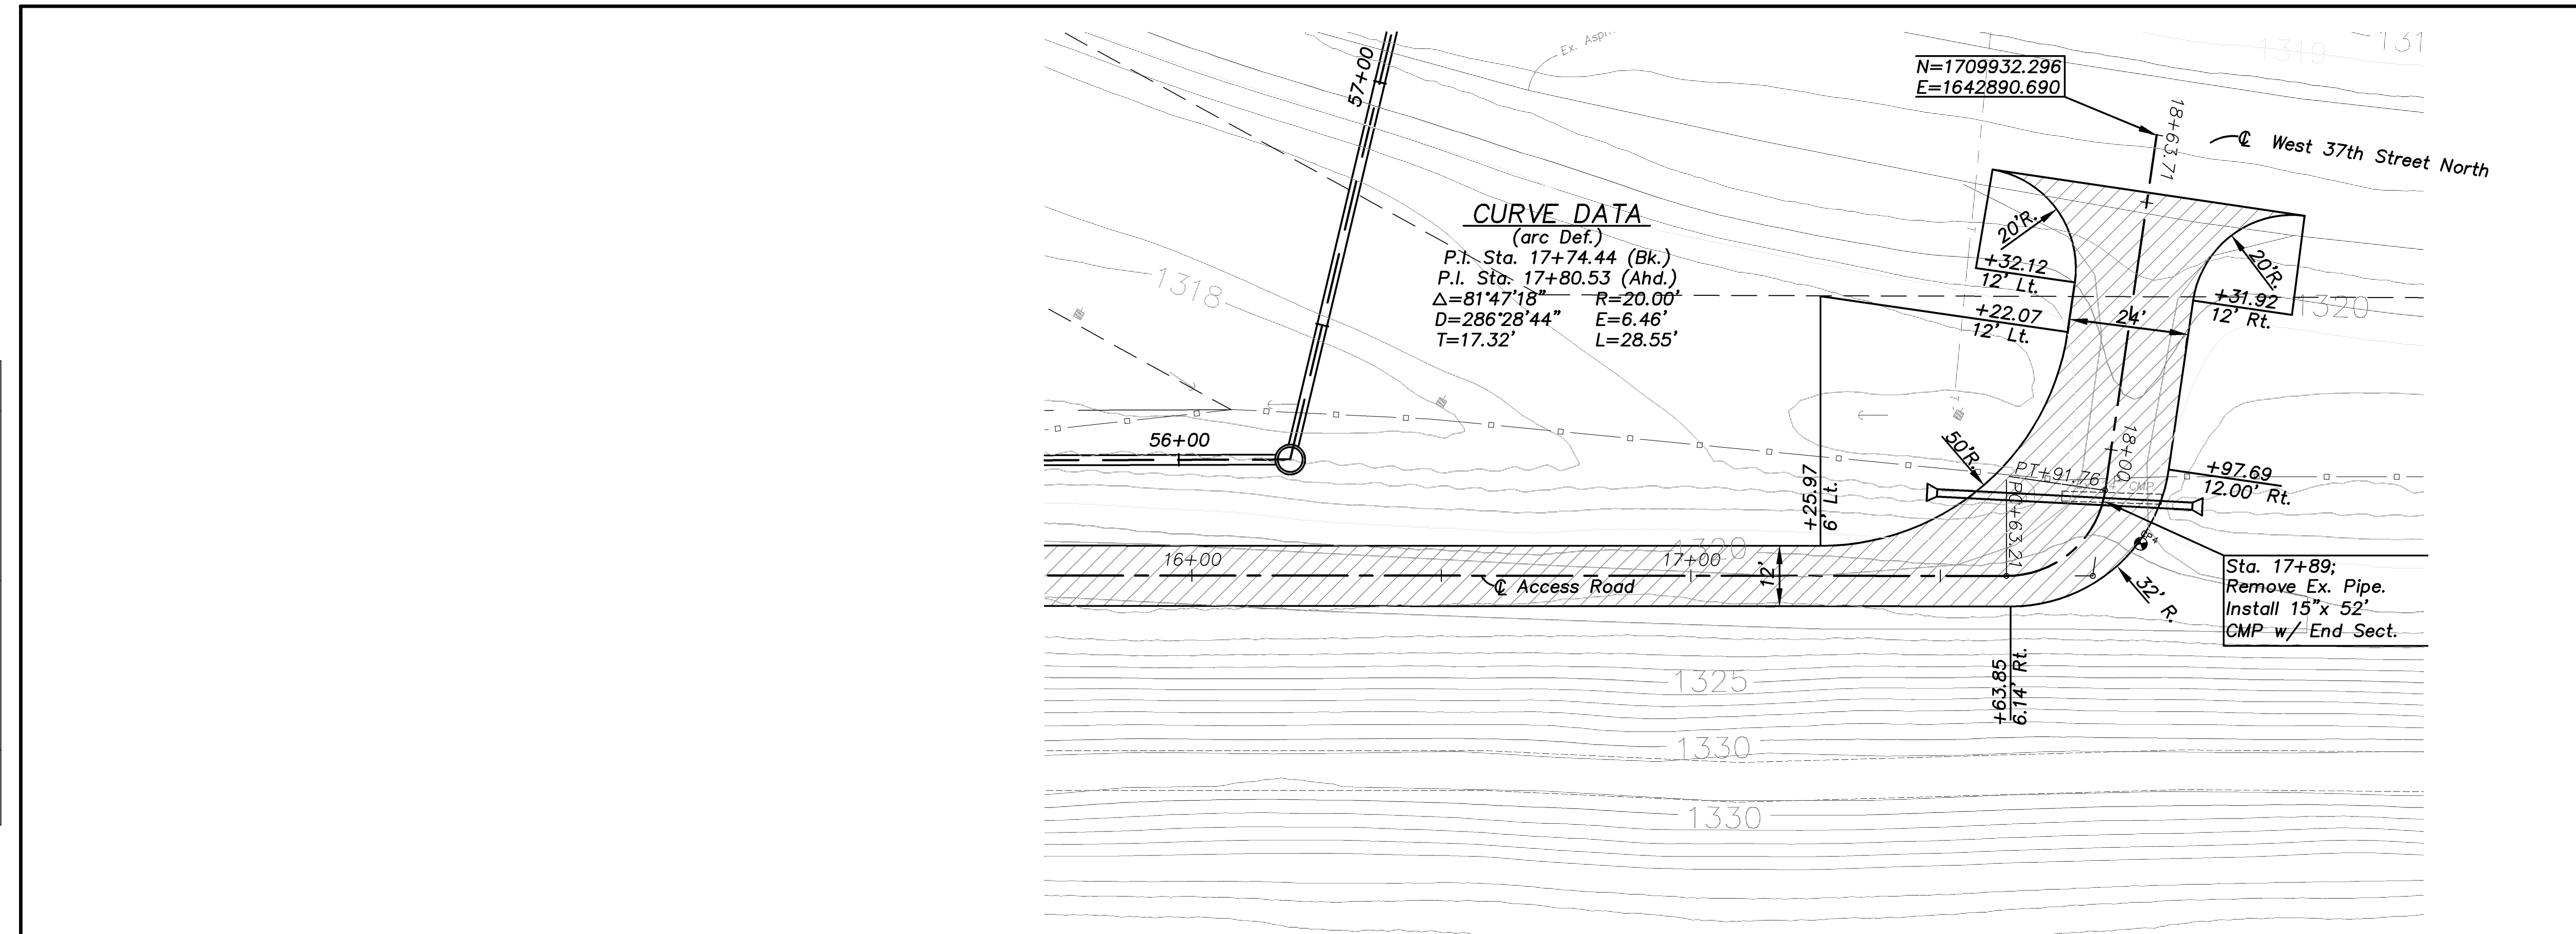 Ex. Asph
1319
131
57+00
N=1709932.296
E=1642890.690
18+63.71
℄ West 37th Street North
CURVE DATA
(arc Def.)
P.I. Sta. 17+74.44 (Bk.)
P.I. Sta. 17+80.53 (Ahd.)
Δ=81°47'18" R=20.00'
D=286°28'44" E=6.46'
T=17.32' L=28.55'
20'R.
20'R.
+32.12
12' Lt.
+31.92
12' Rt.
1320
1318
+22.07
12' Lt.
24'
56+00
50'R.
18+00
PT+91.76
CMP
+97.69
12.00' Rt.
+25.97
6' Lt.
PC+63.21
1320
16+00
17+00
12'
℄ Access Road
32' R.
Sta. 17+89;
Remove Ex. Pipe.
Install 15"x 52'
CMP w/ End Sect.
+63.85
6.14' Rt.
1325
1330
1330